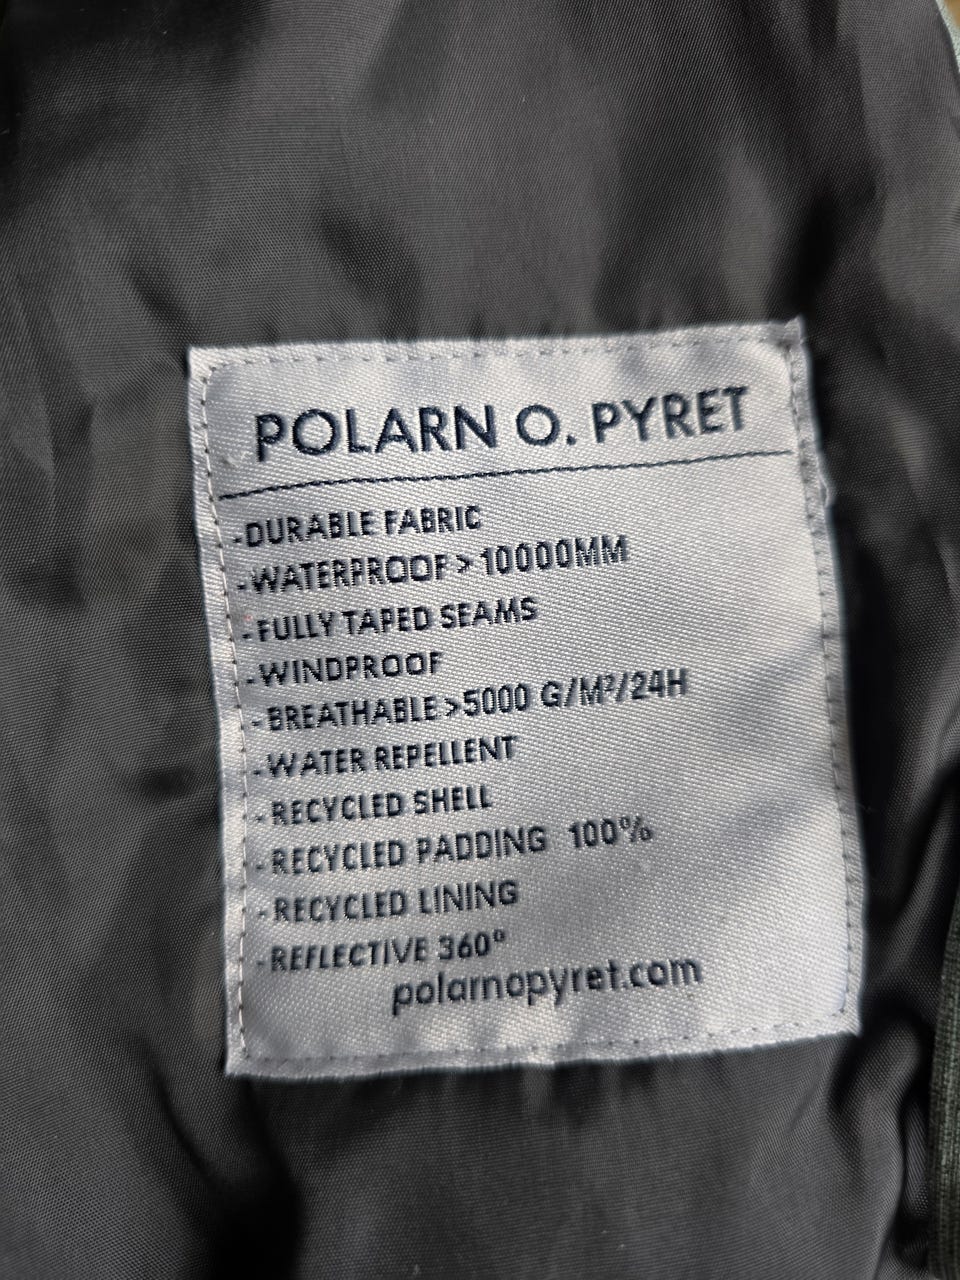 POLARN O. PYRET
-DURABLE FABRIC
-WATERPROOF > 10000MM
-FULLY TAPED SEAMS
-WINDPROOF
-BREATHABLE >5000 G/M²/24H
-WATER REPELLENT
-RECYCLED SHELL
-RECYCLED PADDING 100%
-RECYCLED LINING
-REFLECTIVE 360°
polarnopyret.com